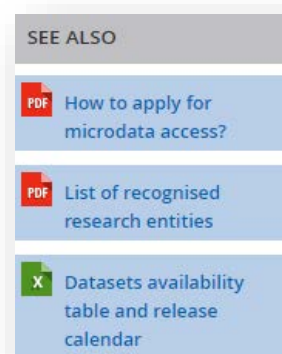 SEE ALSO
PDF How to apply for
microdata access?
PDF List of recognised
research entities
X Datasets availability
table and release
calendar